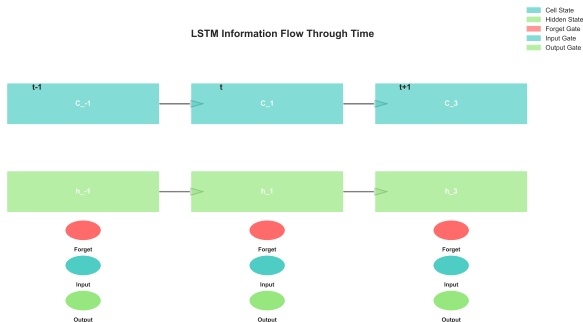 Cell State
Hidden State
Forget Gate
Input Gate
Output Gate
LSTM Information Flow Through Time
t-1 t t+1
C_-1 C_1 C_3
h_-1 h_1 h_3
Forget Forget Forget
Input Input Input
Output Output Output